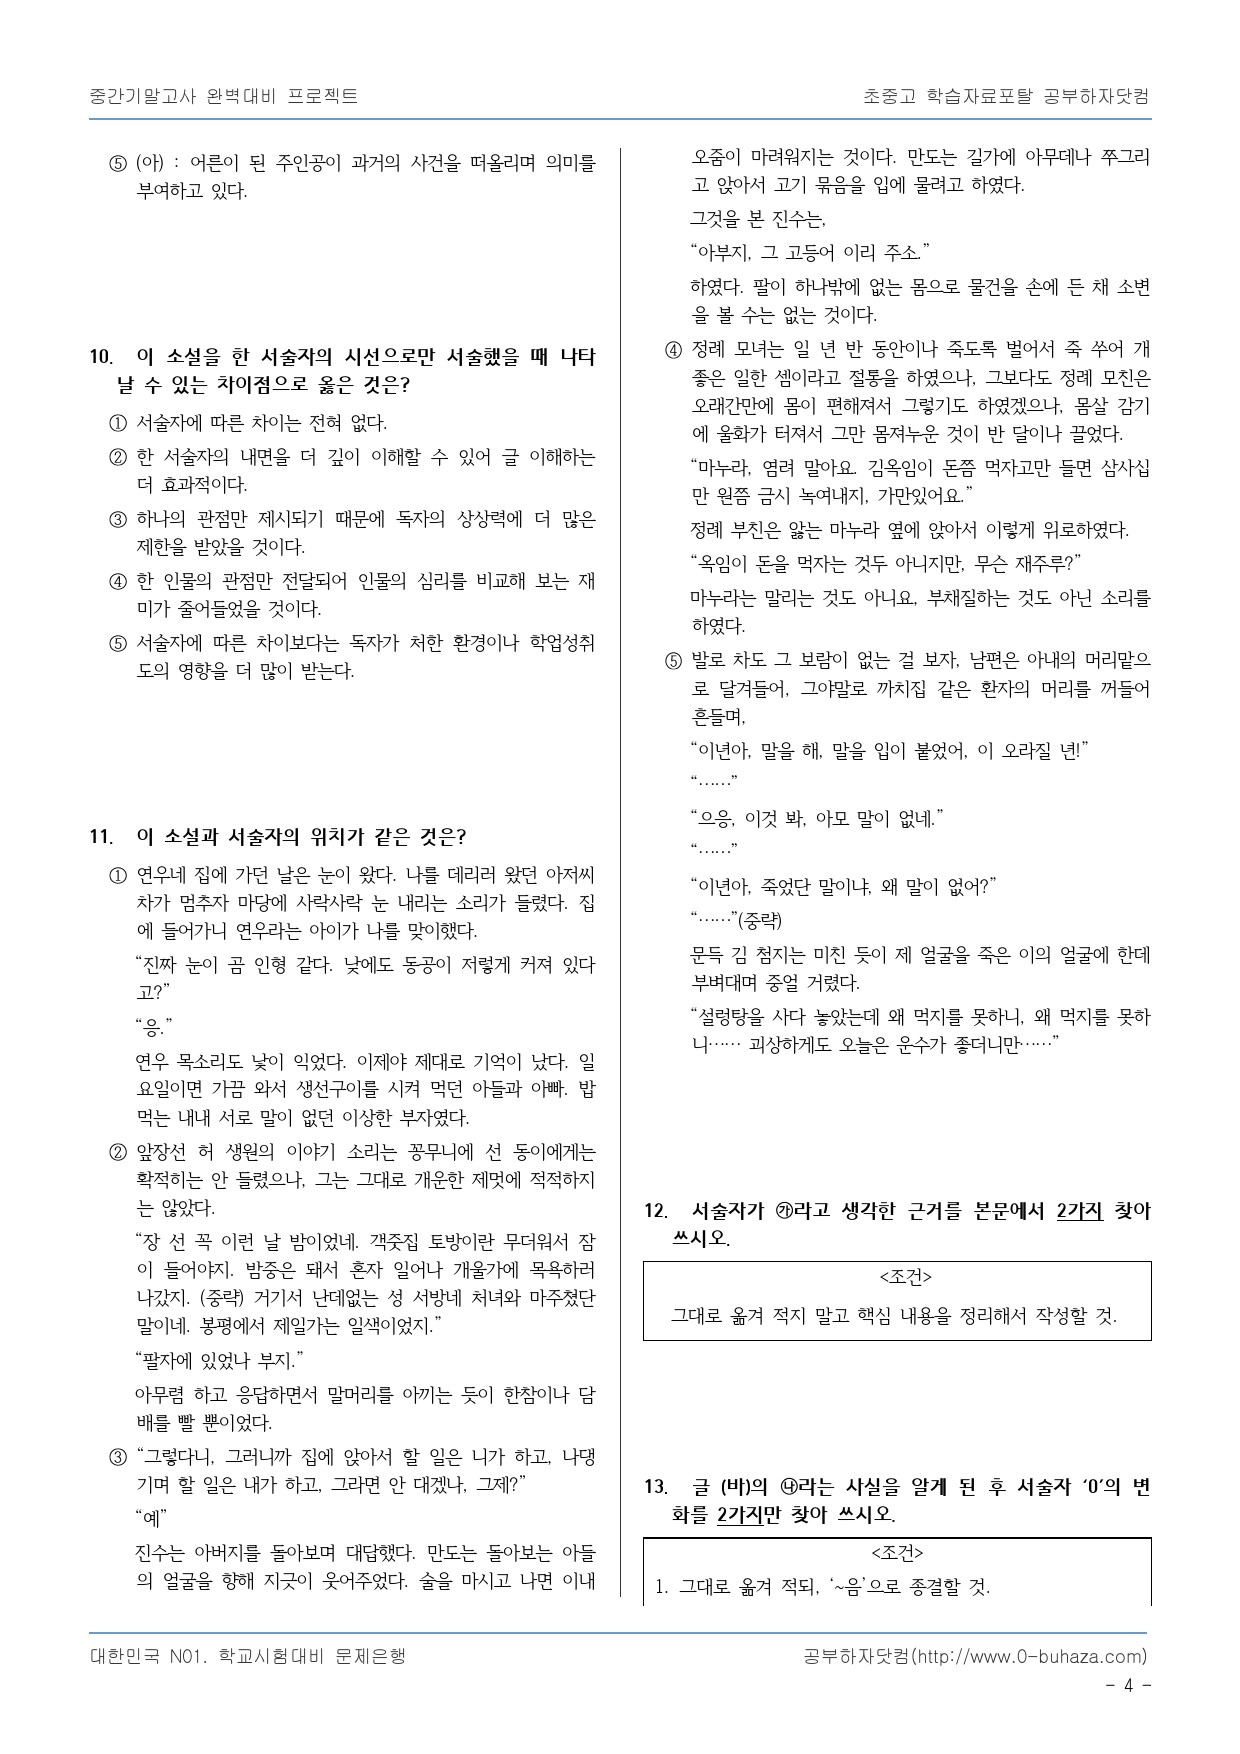 중간기말고사 완벽대비 프로젝트
초중고 학습자료포탈 공부하자닷컴
⑤ (아) : 어른이 된 주인공이 과거의 사건을 떠올리며 의미를
부여하고 있다.
10. 이 소설을 한 서술자의 시선으로만 서술했을 때 나타
날 수 있는 차이점으로 옳은 것은?
① 서술자에 따른 차이는 전혀 없다.
② 한 서술자의 내면을 더 깊이 이해할 수 있어 글 이해하는
더 효과적이다.
③ 하나의 관점만 제시되기 때문에 독자의 상상력에 더 많은
제한을 받았을 것이다.
④ 한 인물의 관점만 전달되어 인물의 심리를 비교해 보는 재
미가 줄어들었을 것이다.
⑤ 서술자에 따른 차이보다는 독자가 처한 환경이나 학업성취
도의 영향을 더 많이 받는다.
11. 이 소설과 서술자의 위치가 같은 것은?
① 연우네 집에 가던 날은 눈이 왔다. 나를 데리러 왔던 아저씨
차가 멈추자 마당에 사락사락 눈 내리는 소리가 들렸다. 집
에 들어가니 연우라는 아이가 나를 맞이했다.
“진짜 눈이 곰 인형 같다. 낮에도 동공이 저렇게 커져 있다
고?”
“응.”
연우 목소리도 낯이 익었다. 이제야 제대로 기억이 났다. 일
요일이면 가끔 와서 생선구이를 시켜 먹던 아들과 아빠. 밥
먹는 내내 서로 말이 없던 이상한 부자였다.
② 앞장선 허 생원의 이야기 소리는 꽁무니에 선 동이에게는
확적히는 안 들렸으나, 그는 그대로 개운한 제멋에 적적하지
는 않았다.
“장 선 꼭 이런 날 밤이었네. 객줏집 토방이란 무더워서 잠
이 들어야지. 밤중은 돼서 혼자 일어나 개울가에 목욕하러
나갔지. (중략) 거기서 난데없는 성 서방네 처녀와 마주쳤단
말이네. 봉평에서 제일가는 일색이었지.”
“팔자에 있었나 부지.”
아무렴 하고 응답하면서 말머리를 아끼는 듯이 한참이나 담
배를 빨 뿐이었다.
③ “그렇다니, 그러니까 집에 앉아서 할 일은 니가 하고, 나댕
기며 할 일은 내가 하고, 그라면 안 대겠나, 그제?”
“예”
진수는 아버지를 돌아보며 대답했다. 만도는 돌아보는 아들
의 얼굴을 향해 지긋이 웃어주었다. 술을 마시고 나면 이내
오줌이 마려워지는 것이다. 만도는 길가에 아무데나 쭈그리
고 앉아서 고기 묶음을 입에 물려고 하였다.
그것을 본 진수는,
“아부지, 그 고등어 이리 주소.”
하였다. 팔이 하나밖에 없는 몸으로 물건을 손에 든 채 소변
을 볼 수는 없는 것이다.
④ 정례 모녀는 일 년 반 동안이나 죽도록 벌어서 죽 쑤어 개
좋은 일한 셈이라고 절통을 하였으나, 그보다도 정례 모친은
오래간만에 몸이 편해져서 그렇기도 하였겠으나, 몸살 감기
에 울화가 터져서 그만 몸져누운 것이 반 달이나 끌었다.
“마누라, 염려 말아요. 김옥임이 돈쯤 먹자고만 들면 삼사십
만 원쯤 금시 녹여내지, 가만있어요.”
정례 부친은 앓는 마누라 옆에 앉아서 이렇게 위로하였다.
“옥임이 돈을 먹자는 것두 아니지만, 무슨 재주루?”
마누라는 말리는 것도 아니요, 부채질하는 것도 아닌 소리를
하였다.
⑤ 발로 차도 그 보람이 없는 걸 보자, 남편은 아내의 머리맡으
로 달겨들어, 그야말로 까치집 같은 환자의 머리를 꺼들어
흔들며,
“이년아, 말을 해, 말을 입이 붙었어, 이 오라질 년!”
“……”
“으응, 이것 봐, 아모 말이 없네.”
“……”
“이년아, 죽었단 말이냐, 왜 말이 없어?”
“……”(중략)
문득 김 첨지는 미친 듯이 제 얼굴을 죽은 이의 얼굴에 한데
부벼대며 중얼 거렸다.
“설렁탕을 사다 놓았는데 왜 먹지를 못하니, 왜 먹지를 못하
니…… 괴상하게도 오늘은 운수가 좋더니만……”
12. 서술자가 ㉮라고 생각한 근거를 본문에서 2가지 찾아
쓰시오.
<조건>
그대로 옮겨 적지 말고 핵심 내용을 정리해서 작성할 것.
13. 글 (바)의 ㉯라는 사실을 알게 된 후 서술자 ‘0’의 변
화를 2가지만 찾아 쓰시오.
<조건>
1. 그대로 옮겨 적되, ‘~음’으로 종결할 것.
대한민국 N01. 학교시험대비 문제은행
공부하자닷컴(http://www.0-buhaza.com)
- 4 -